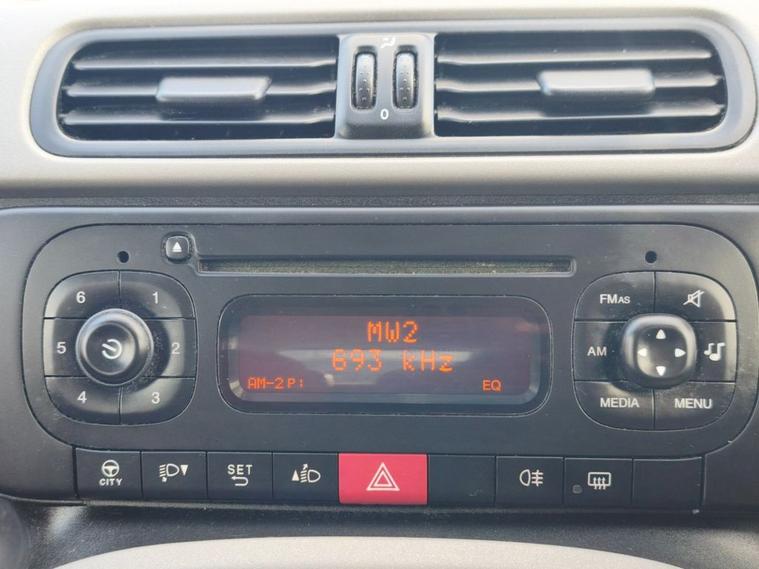 0
6 1
5 2
4 3
MW2
693 kHz
AM-2 P: EQ
FMAS
AM
MEDIA MENU
CITY
SET